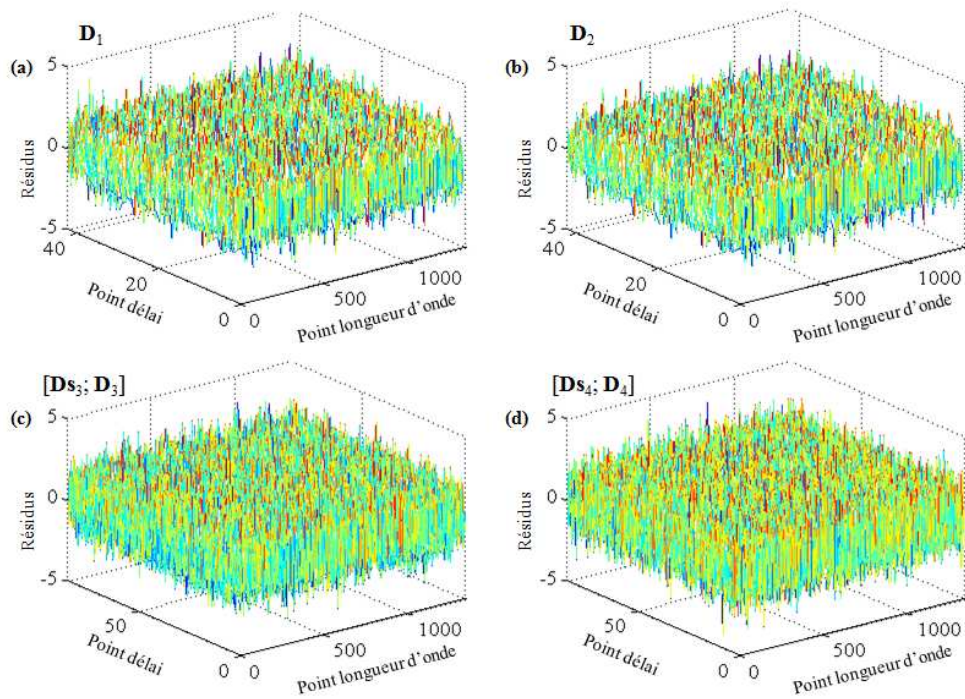 D1
(a)
5
0
-5
Résidus
40
20
0
Point délai
0
500
1000
Point longueur d'onde
D2
(b)
5
0
-5
Résidus
40
20
0
Point délai
0
500
1000
Point longueur d'onde
[Ds3; D3]
(c)
5
0
-5
Résidus
50
0
Point délai
0
500
1000
Point longueur d'onde
[Ds4; D4]
(d)
5
0
-5
Résidus
50
0
Point délai
0
500
1000
Point longueur d'onde